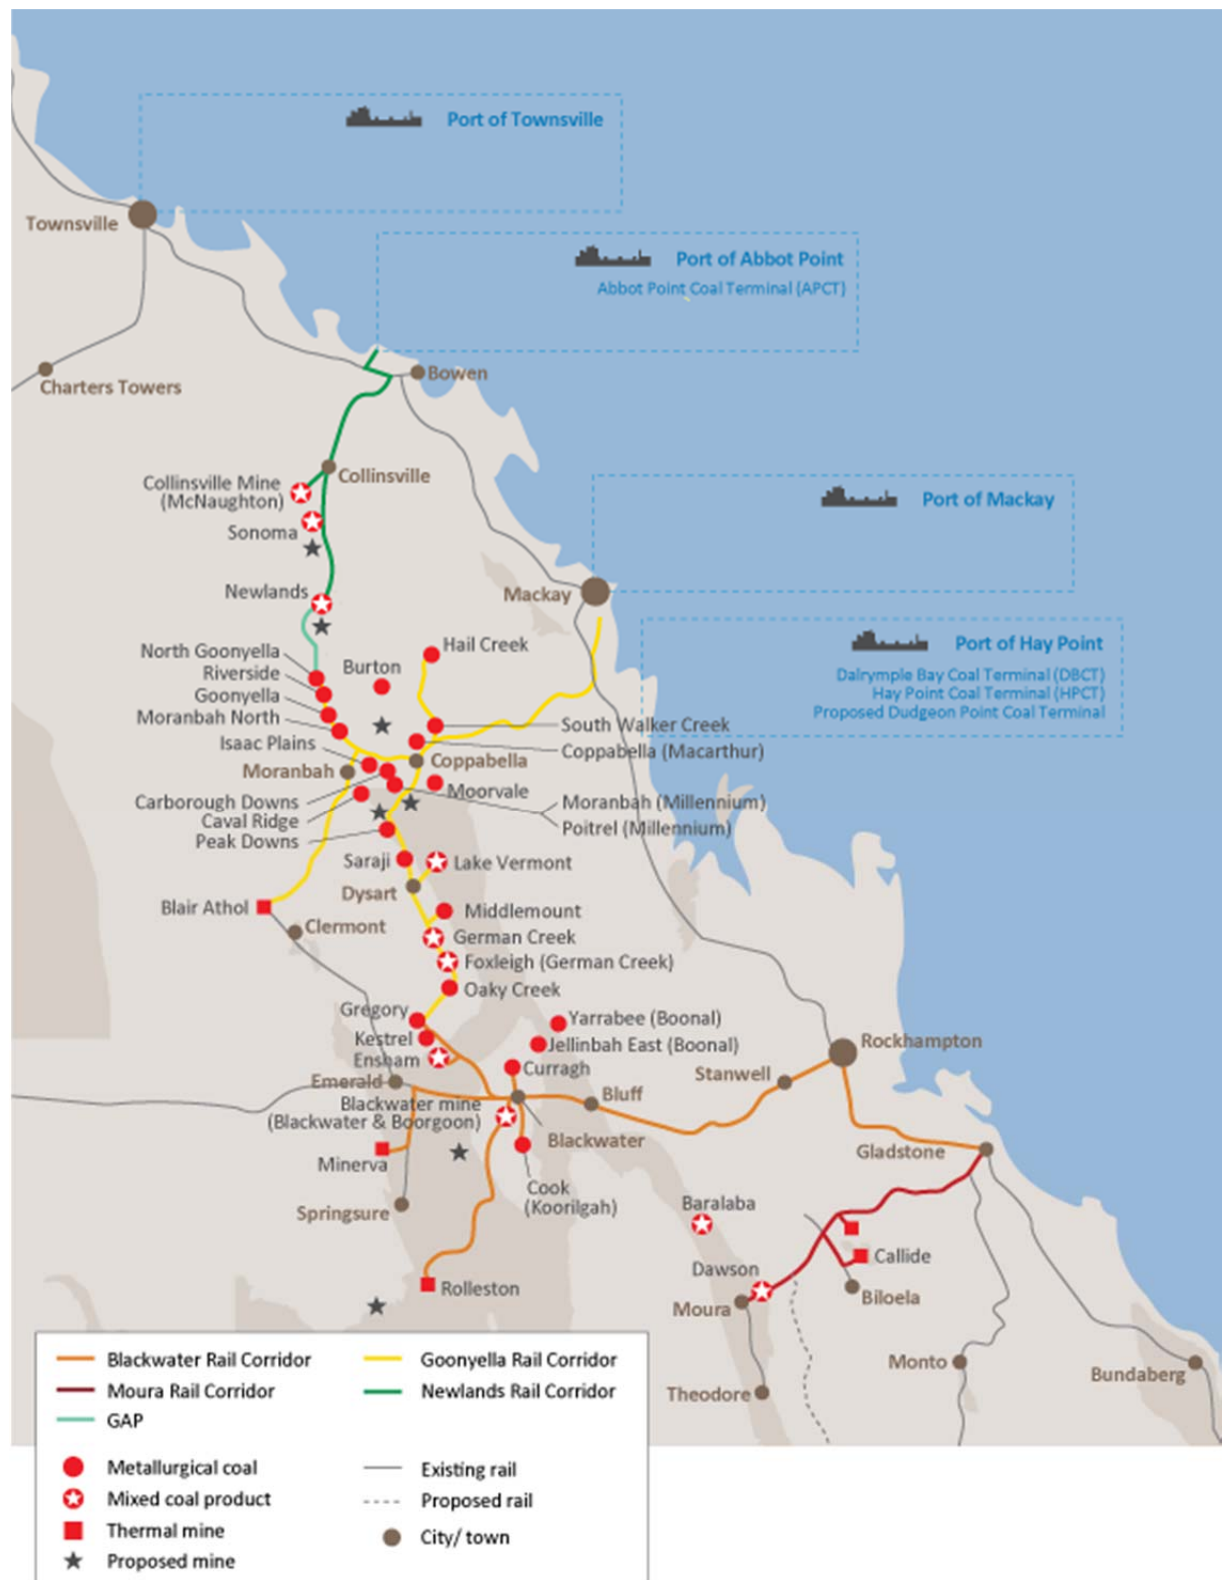 Port of Townsville
Townsville
Port of Abbot Point
Abbot Point Coal Terminal (APCT)
Charters Towers
Bowen
Collinsville
Collinsville Mine
(McNaughton)
Port of Mackay
Sonoma
Newlands
Mackay
Port of Hay Point
Dalrymple Bay Coal Terminal (DBCT)
Hay Point Coal Terminal (HPCT)
Proposed Dudgeon Point Coal Terminal
Hail Creek
North Goonyella
Burton
Riverside
Goonyella
Moranbah North
South Walker Creek
Isaac Plains
Coppabella (Macarthur)
Coppabella
Moranbah
Moorvale
Carborough Downs
Moranbah (Millennium)
Caval Ridge
Poitrel (Millennium)
Peak Downs
Saraji
Lake Vermont
Dysart
Blair Athol
Middlemount
Clermont
German Creek
Foxleigh (German Creek)
Oaky Creek
Gregory
Yarrabee (Boonal)
Kestrel
Jellinbah East (Boonal)
Rockhampton
Ensham
Curragh
Stanwell
Emerald
Bluff
Blackwater mine
(Blackwater & Boorgoon)
Blackwater
Gladstone
Minerva
Cook
(Koorilgah)
Baralaba
Springsure
Callide
Dawson
Rolleston
Biloela
Moura
Monto
Bundaberg
Theodore
Blackwater Rail Corridor
Goonyella Rail Corridor
Moura Rail Corridor
Newlands Rail Corridor
GAP
Metallurgical coal
Existing rail
Mixed coal product
Proposed rail
Thermal mine
City/ town
Proposed mine